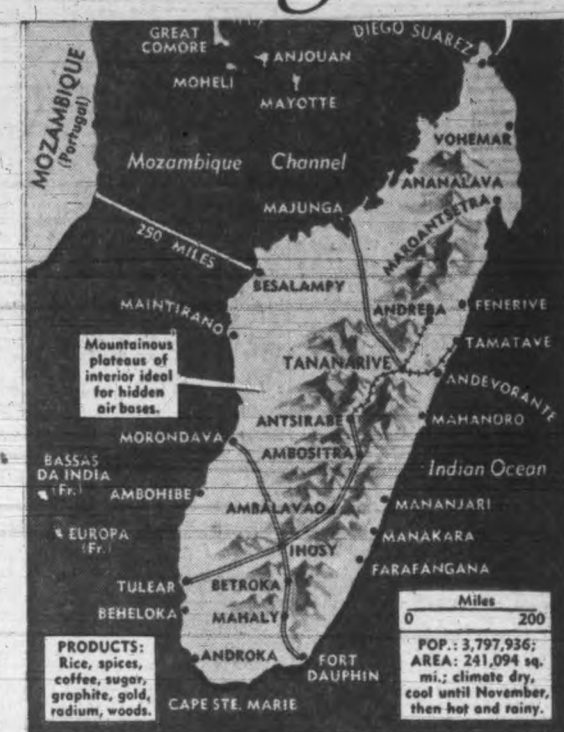 GREAT
COMORE
ANJOUAN
MOHELI
MAYOTTE
DIEGO SUAREZ
MOZAMBIQUE
(Portugal)
Mozambique Channel
VOHEMAR
ANANALAVA
MAJUNGA
MAROANTSETRA
250 MILES
BESALAMPY
MAINTIRANO
ANDREBA
FENERIVE
Mountainous
plateaus of
interior ideal
for hidden
air bases.
TANANARIVE
TAMATAVE
ANDEVORANTE
ANTSIRABE
MAHANORO
MORONDAVA
AMBOSITRA
BASSAS
DA INDIA
(Fr.)
Indian Ocean
AMBOHIBE
AMBALAVAO
MANANJARI
EUROPA
(Fr.)
MANAKARA
IHOSY
FARAFANGANA
TULEAR
BETROKA
BEHELOKA
MAHALY
Miles
0 200
PRODUCTS:
Rice, spices,
coffee, sugar,
graphite, gold,
radium, woods.
ANDROKA
FORT
DAUPHIN
POP.: 3,797,936;
AREA: 241,094 sq.
mi.; climate dry,
cool until November,
then hot and rainy.
CAPE STE. MARIE